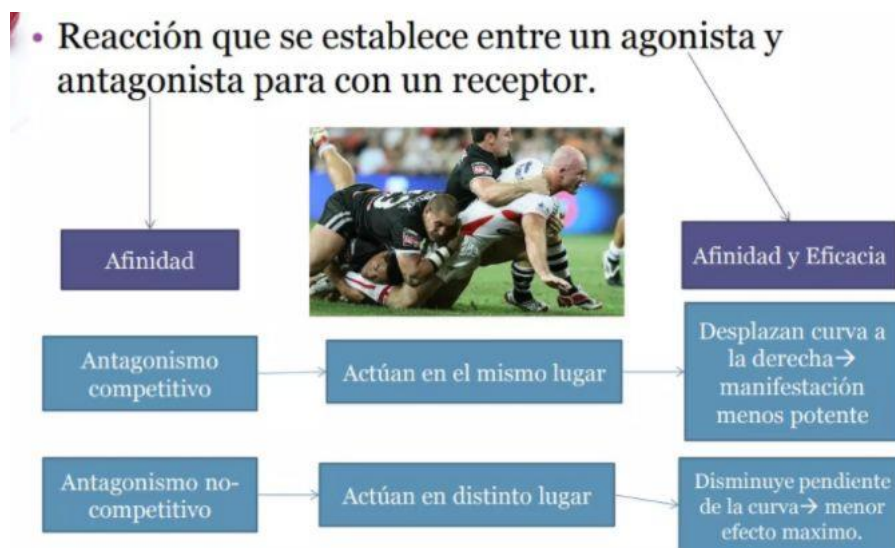 • Reacción que se establece entre un agonista y
antagonista para con un receptor.
Afinidad
Afinidad y Eficacia
Antagonismo
competitivo
Actúan en el mismo lugar
Desplazan curva a
la derecha→
manifestación
menos potente
Antagonismo no-
competitivo
Actúan en distinto lugar
Disminuye pendiente
de la curva→ menor
efecto maximo.